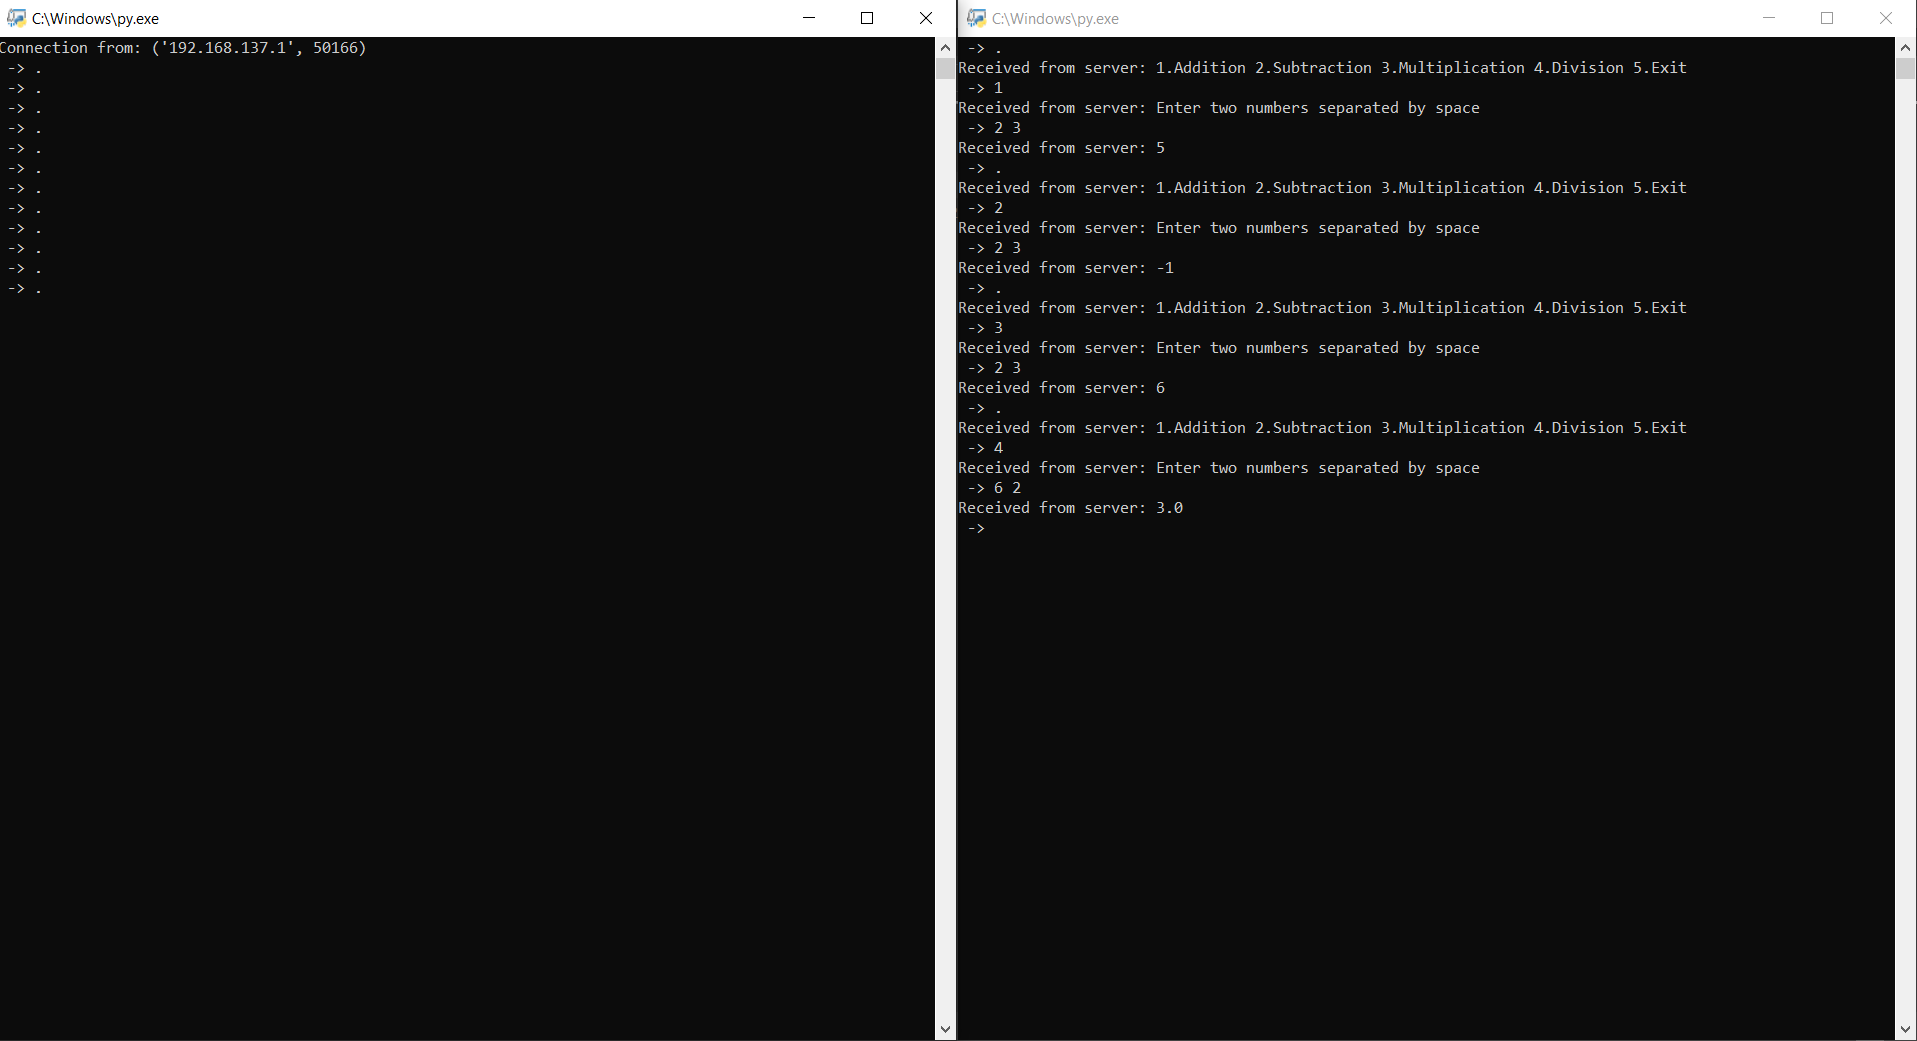 C:\Windows\py.exe
Connection from: ('192.168.137.1', 50166)
-> .
-> .
-> .
-> .
-> .
-> .
-> .
-> .
-> .
-> .
-> .
-> .
C:\Windows\py.exe
-> .
Received from server: 1.Addition 2.Subtraction 3.Multiplication 4.Division 5.Exit
-> 1
Received from server: Enter two numbers separated by space
-> 2 3
Received from server: 5
-> .
Received from server: 1.Addition 2.Subtraction 3.Multiplication 4.Division 5.Exit
-> 2
Received from server: Enter two numbers separated by space
-> 2 3
Received from server: -1
-> .
Received from server: 1.Addition 2.Subtraction 3.Multiplication 4.Division 5.Exit
-> 3
Received from server: Enter two numbers separated by space
-> 2 3
Received from server: 6
-> .
Received from server: 1.Addition 2.Subtraction 3.Multiplication 4.Division 5.Exit
-> 4
Received from server: Enter two numbers separated by space
-> 6 2
Received from server: 3.0
->